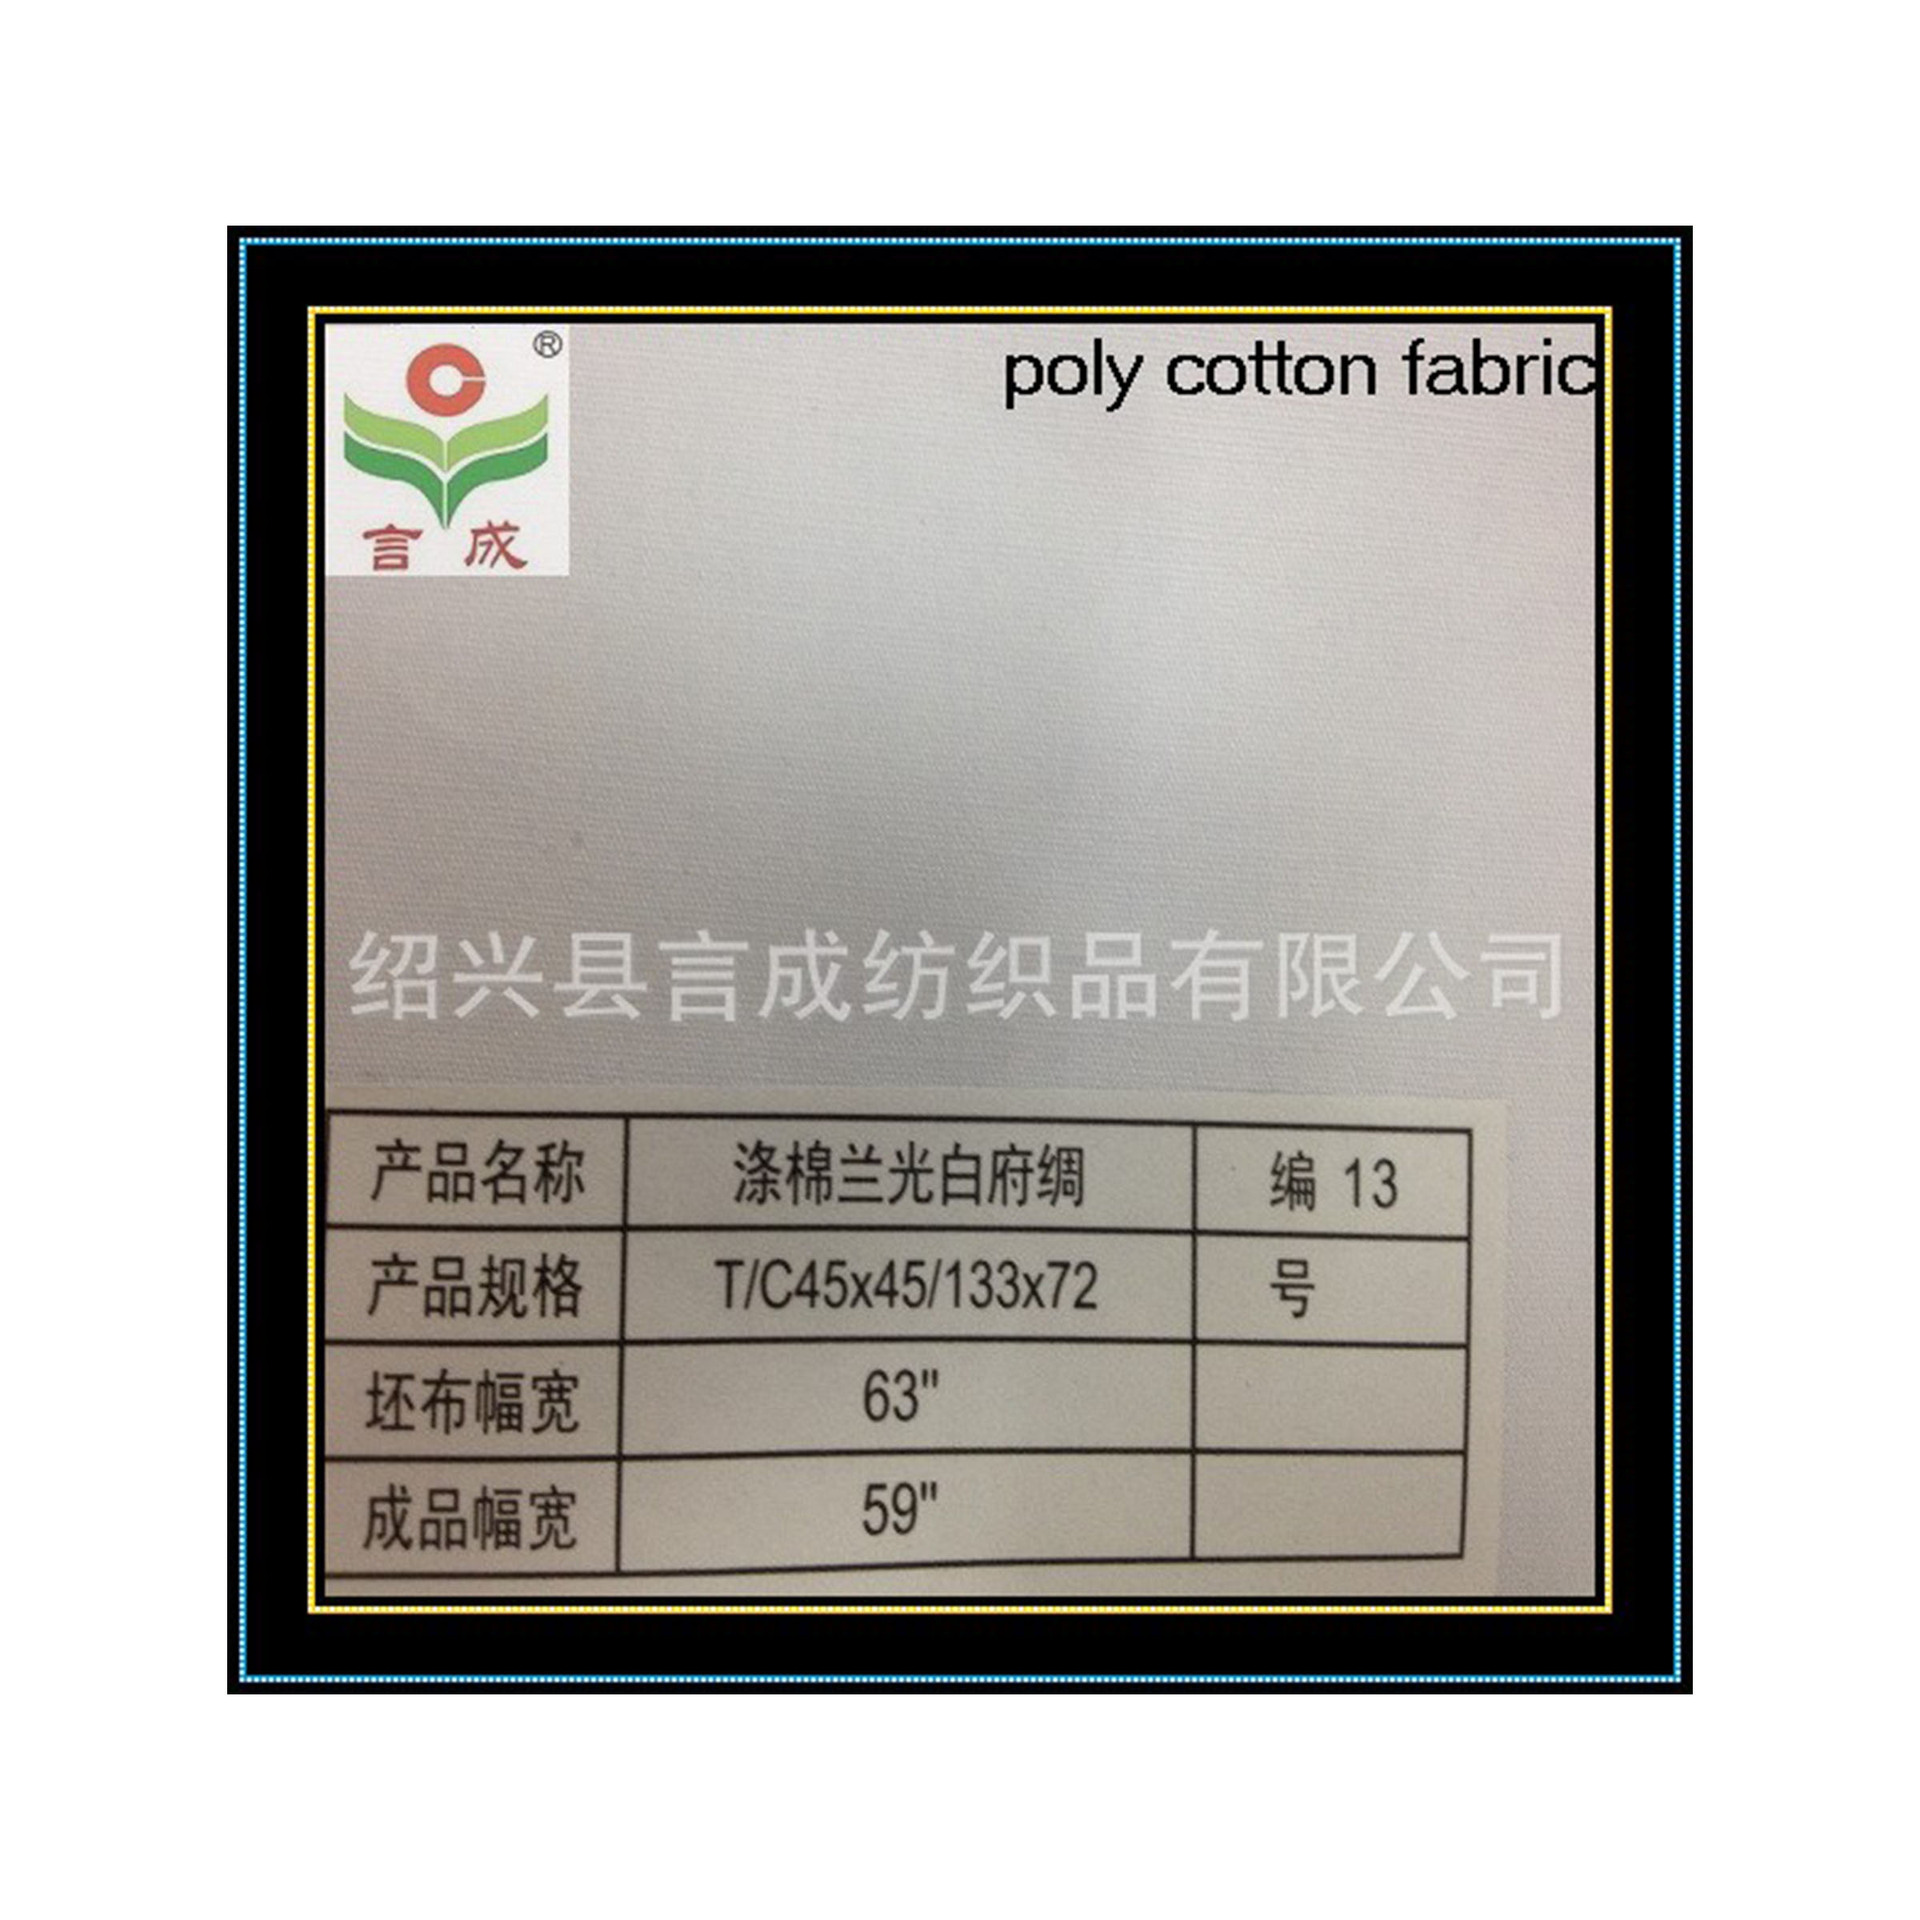 ®
poly cotton fabric
言成
绍兴县言成纺织品有限公司
产品名称 涤棉兰光白府绸 编 13
产品规格 T/C45x45/133x72 号
坯布幅宽 63"
成品幅宽 59"